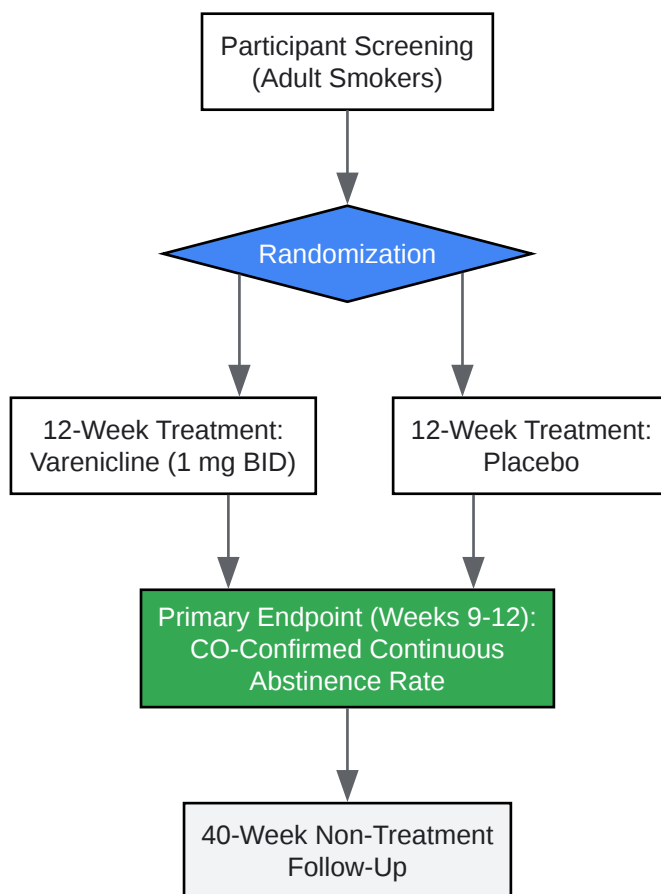 Participant Screening
(Adult Smokers)
Randomization
12-Week Treatment:
Varenicline (1 mg BID)
12-Week Treatment:
Placebo
Primary Endpoint (Weeks 9-12):
CO-Confirmed Continuous
Abstinence Rate
40-Week Non-Treatment
Follow-Up